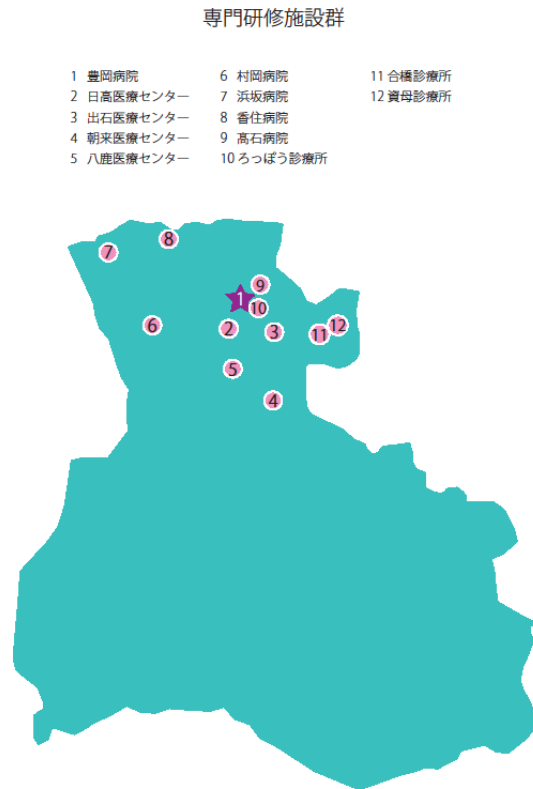 専門研修施設群
1 豊岡病院
2 日高医療センター
3 出石医療センター
4 朝来医療センター
5 八鹿医療センター
6 村岡病院
7 浜坂病院
8 香住病院
9 髙石病院
10 ろっぽう診療所
11 合橋診療所
12 資母診療所
8
7
9
1
10
6
2
3
11
12
5
4